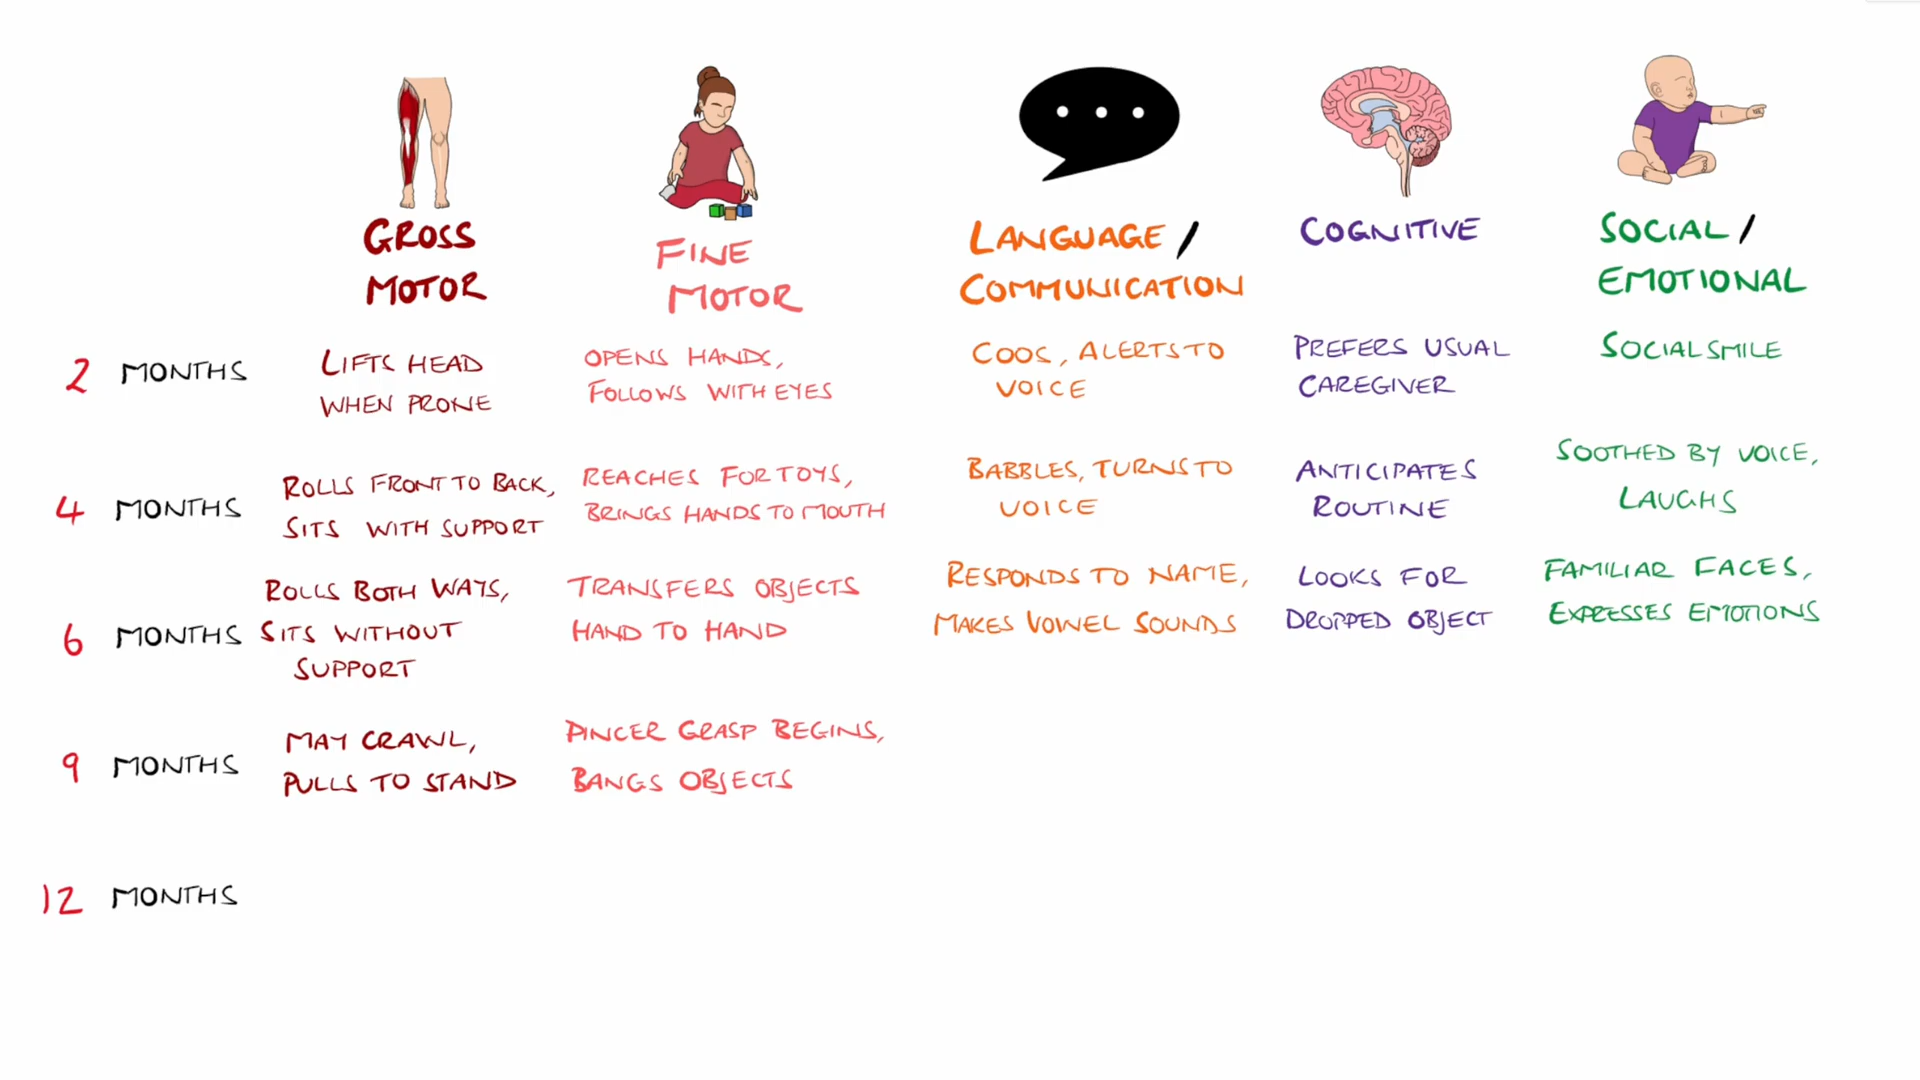 GROSS
MOTOR
FINE
MOTOR
LANGUAGE /
COMMUNICATION
COGNITIVE
SOCIAL /
EMOTIONAL
2 MONTHS
LIFTS HEAD
WHEN PRONE
OPENS HANDS,
FOLLOWS WITH EYES
COOS, ALERTS TO
VOICE
PREFERS USUAL
CAREGIVER
SOCIAL SMILE
4 MONTHS
ROLLS FRONT TO BACK,
SITS WITH SUPPORT
REACHES FOR TOYS,
BRINGS HANDS TO MOUTH
BABBLES, TURNS TO
VOICE
ANTICIPATES
ROUTINE
SOOTHED BY VOICE,
LAUGHS
6 MONTHS
ROLLS BOTH WAYS,
SITS WITHOUT
SUPPORT
TRANSFERS OBJECTS
HAND TO HAND
RESPONDS TO NAME,
MAKES VOWEL SOUNDS
LOOKS FOR
DROPPED OBJECT
FAMILIAR FACES,
EXPRESSES EMOTIONS
9 MONTHS
MAY CRAWL,
PULLS TO STAND
PINCER GRASP BEGINS,
BANGS OBJECTS
12 MONTHS